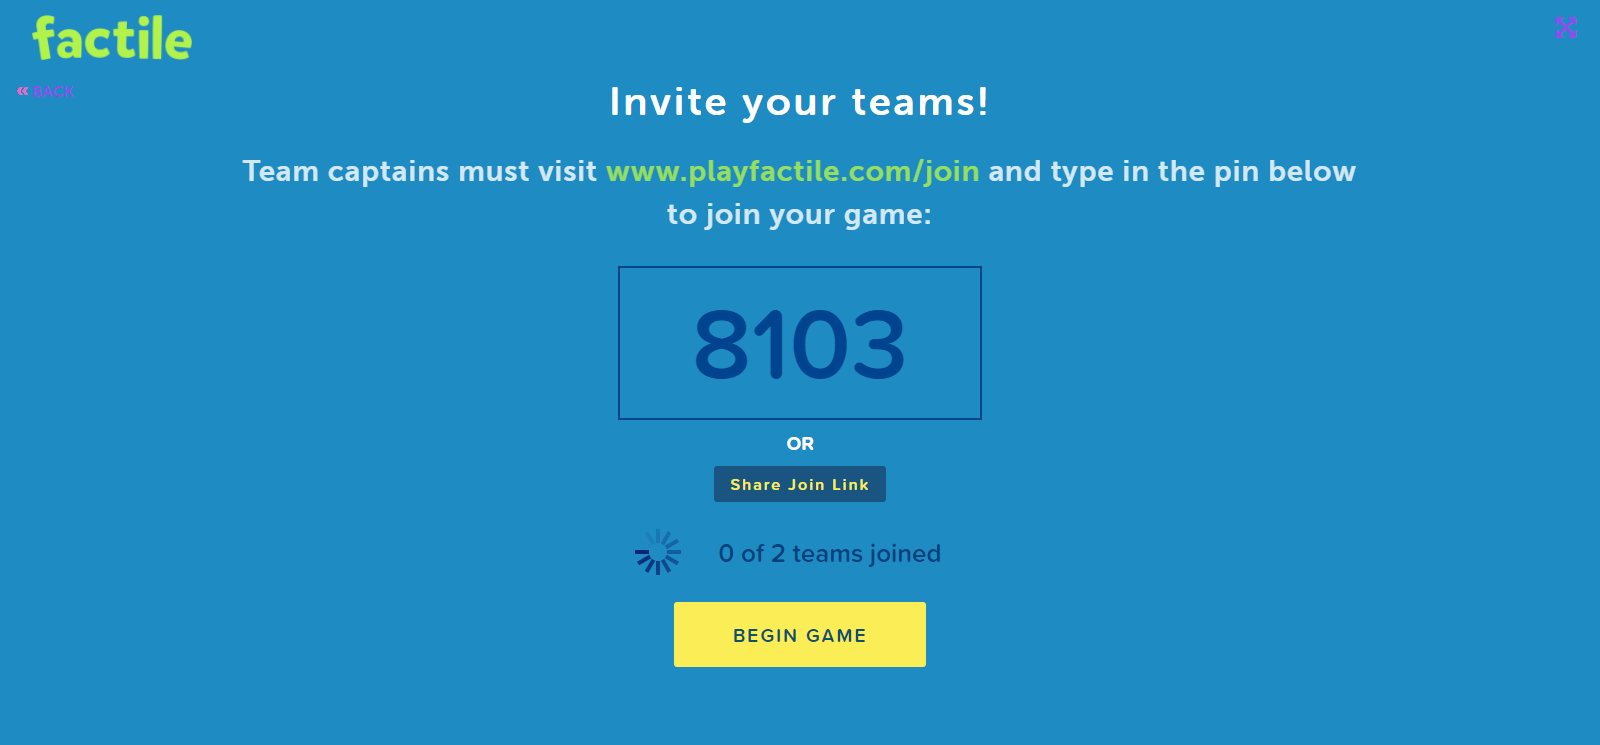 factile
« BACK
Invite your teams!
Team captains must visit www.playfactile.com/join and type in the pin below
to join your game:
8103
OR
Share Join Link
0 of 2 teams joined
BEGIN GAME